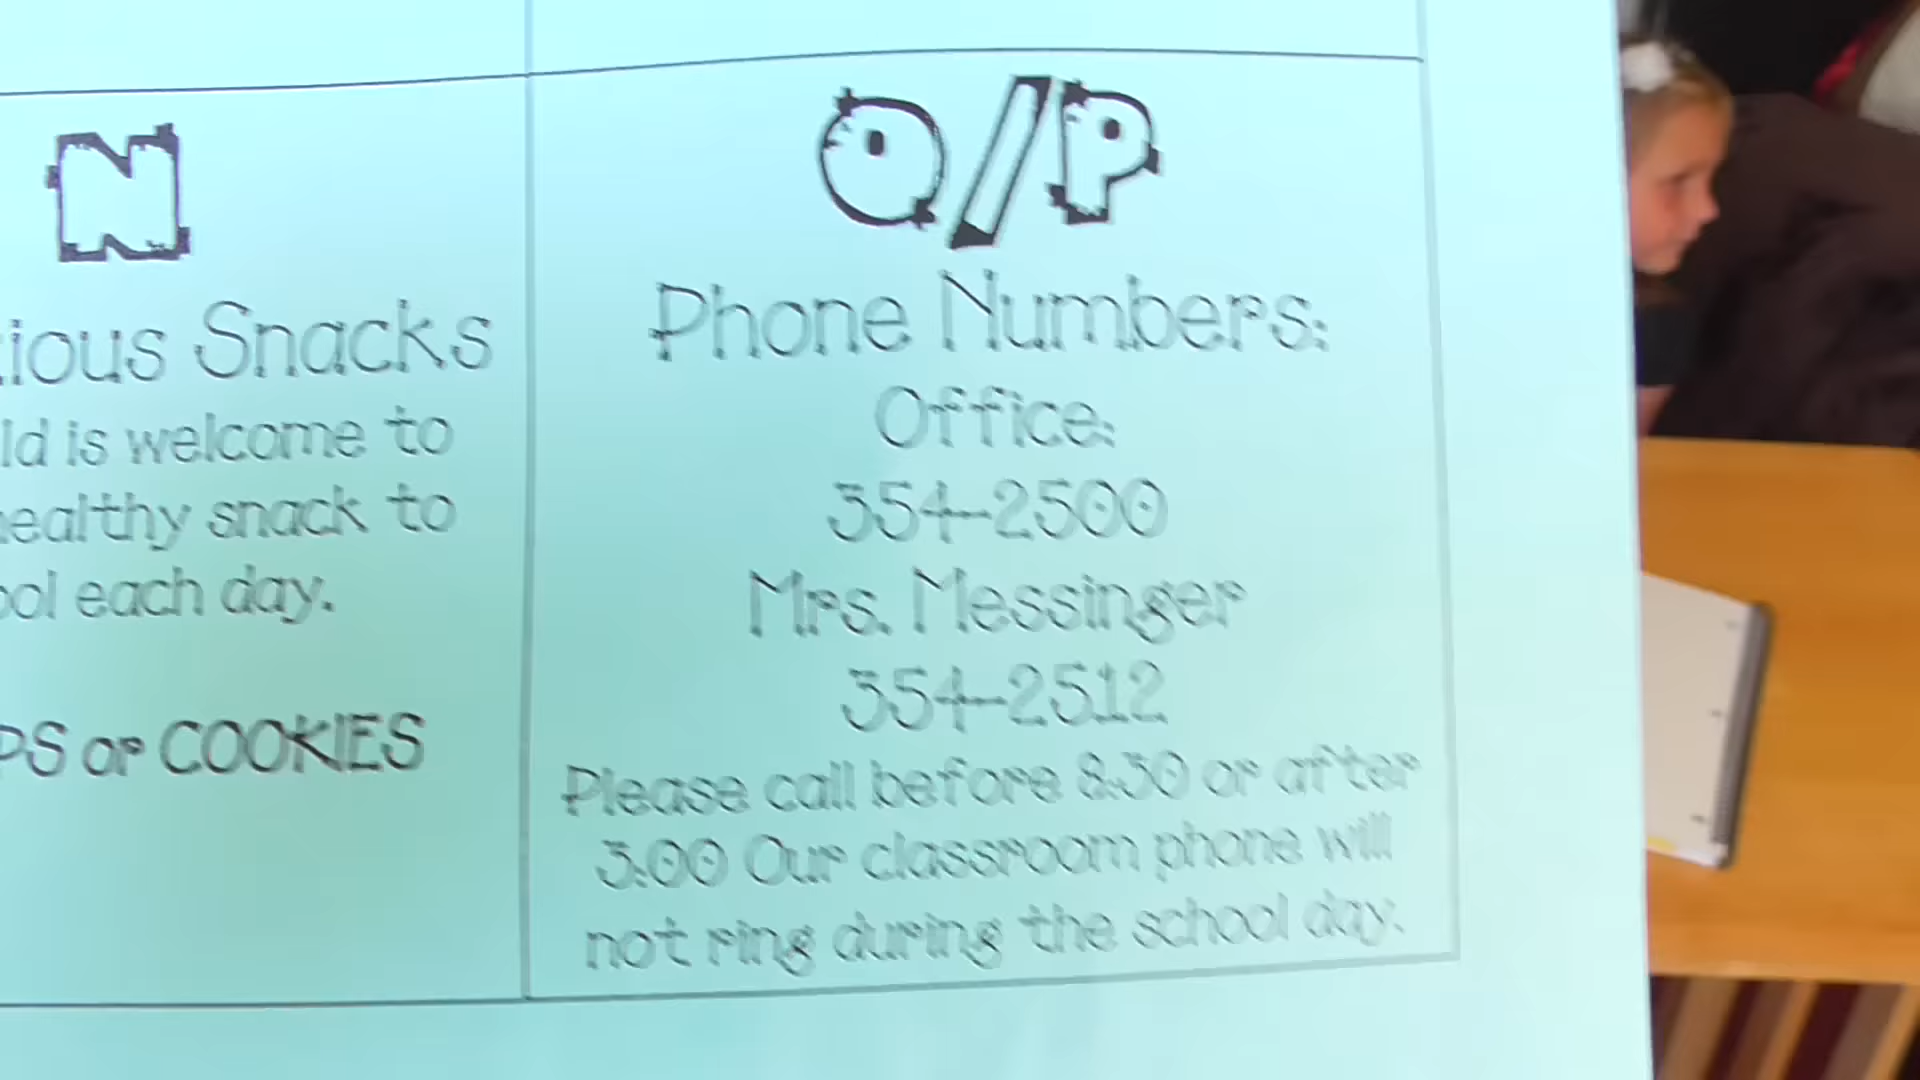 N
ious Snacks
ld is welcome to
healthy snack to
ool each day.
PS or COOKIES
O/P
Phone Numbers:
Office:
354-2500
Mrs. Messinger
354-2512
Please call before 8:30 or after
3:00 Our classroom phone will
not ring during the school day.